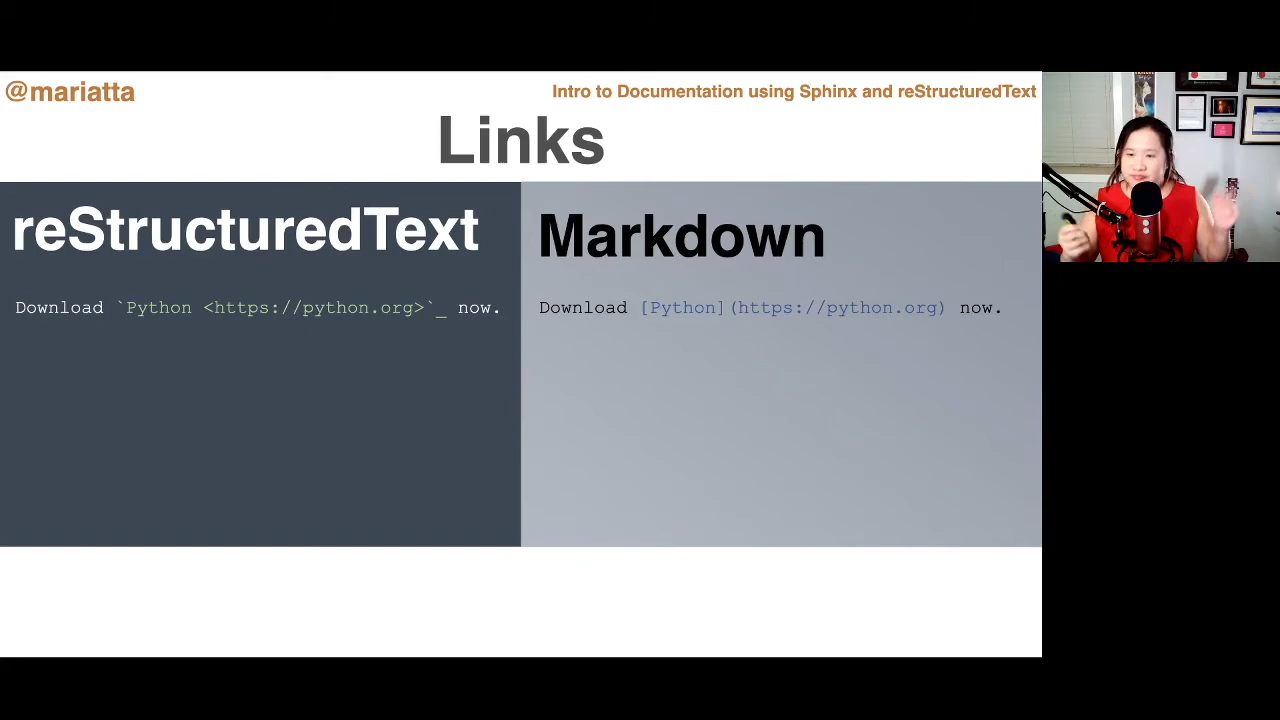 @mariatta
Intro to Documentation using Sphinx and reStructuredText
Links
reStructuredText
Download `Python <https://python.org>`_ now.
Markdown
Download [Python](https://python.org) now.